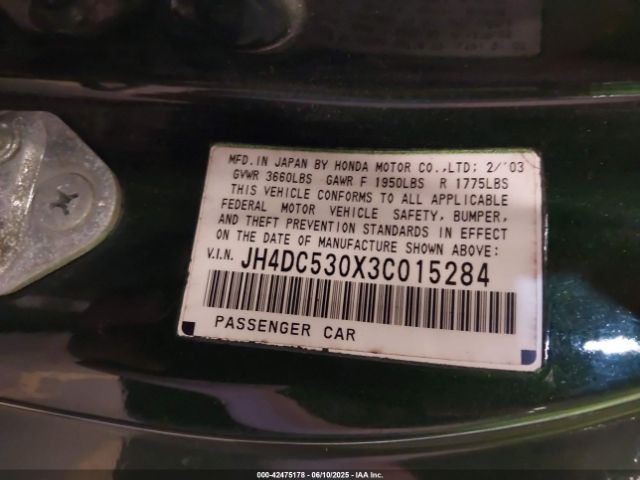 MFD. IN JAPAN BY HONDA MOTOR CO.,LTD; 2/'03
GVWR 3660LBS GAWR F 1950LBS R 1775LBS
THIS VEHICLE CONFORMS TO ALL APPLICABLE
FEDERAL MOTOR VEHICLE SAFETY, BUMPER,
AND THEFT PREVENTION STANDARDS IN EFFECT
ON THE DATE OF MANUFACTURE SHOWN ABOVE:
V.I.N. JH4DC530X3C015284
PASSENGER CAR
000-42475178 | 06/10/2025 | IAA Inc.